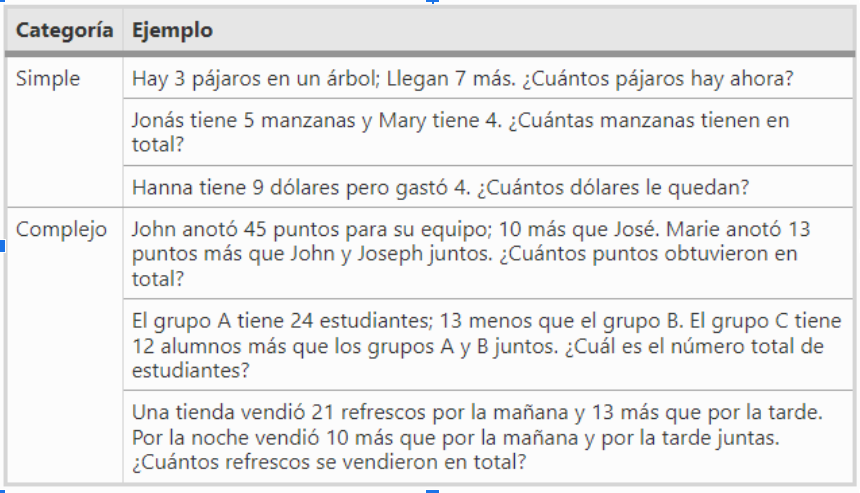 Categoría Ejemplo
Simple Hay 3 pájaros en un árbol; Llegan 7 más. ¿Cuántos pájaros hay ahora?
Jonás tiene 5 manzanas y Mary tiene 4. ¿Cuántas manzanas tienen en
total?
Hanna tiene 9 dólares pero gastó 4. ¿Cuántos dólares le quedan?
Complejo John anotó 45 puntos para su equipo; 10 más que José. Marie anotó 13
puntos más que John y Joseph juntos. ¿Cuántos puntos obtuvieron en
total?
El grupo A tiene 24 estudiantes; 13 menos que el grupo B. El grupo C tiene
12 alumnos más que los grupos A y B juntos. ¿Cuál es el número total de
estudiantes?
Una tienda vendió 21 refrescos por la mañana y 13 más que por la tarde.
Por la noche vendió 10 más que por la mañana y por la tarde juntas.
¿Cuántos refrescos se vendieron en total?